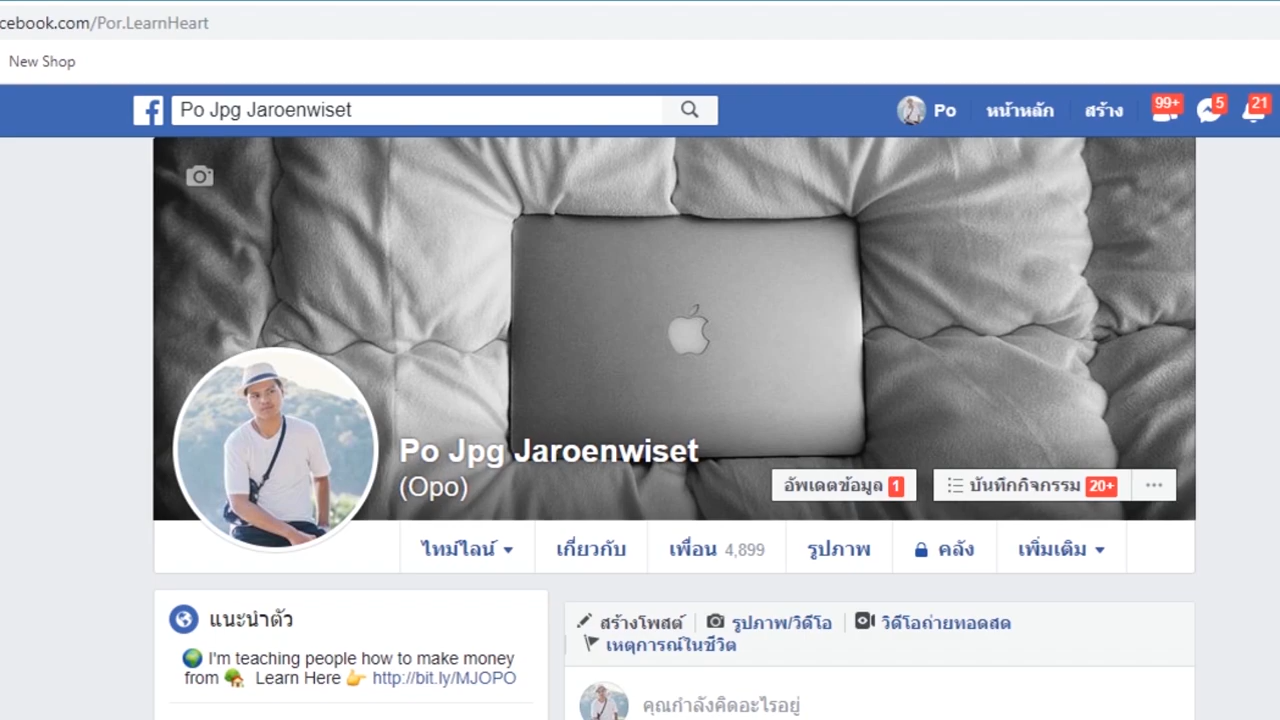 cebook.com/Por.LearnHeart
New Shop
Po Jpg Jaroenwiset
Po หน้าหลัก สร้าง 99+ 5 21
Po Jpg Jaroenwiset
(Opo)
อัพเดตข้อมูล 1 บันทึกกิจกรรม 20+
ไทม์ไลน์ เกี่ยวกับ เพื่อน 4,899 รูปภาพ คลัง เพิ่มเติม
แนะนำตัว
I'm teaching people how to make money
from Learn Here http://bit.ly/MJOPO
สร้างโพสต์ รูปภาพ/วิดีโอ วิดีโอถ่ายทอดสด
เหตุการณ์ในชีวิต
คุณกำลังคิดอะไรอยู่